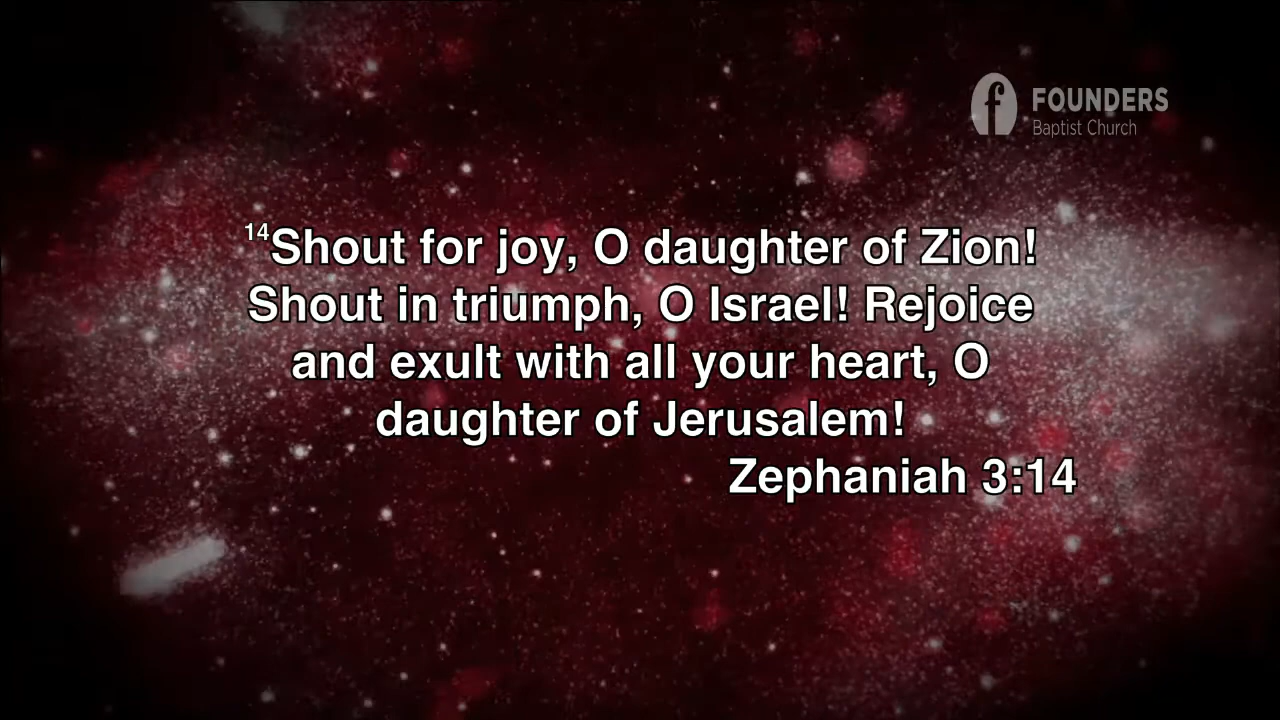 FOUNDERS
Baptist Church
14Shout for joy, O daughter of Zion!
Shout in triumph, O Israel! Rejoice
and exult with all your heart, O
daughter of Jerusalem!
Zephaniah 3:14